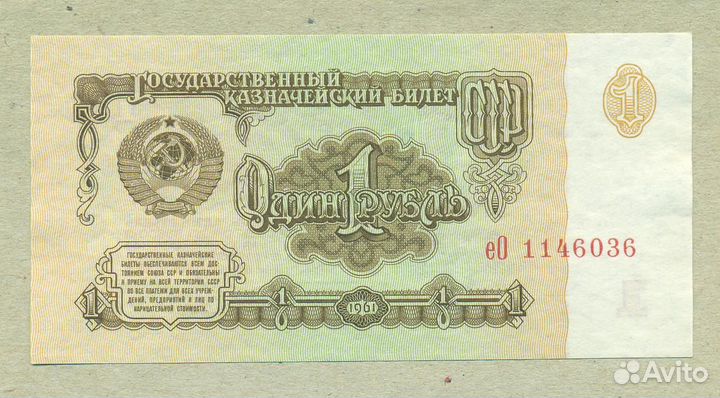 ГОСУДАРСТВЕННЫЙ
КАЗНАЧЕЙСКИЙ БИЛЕТ
СССР
1
ОДИН 1 РУБЛЬ
еО 1146036
ГОСУДАРСТВЕННЫЕ КАЗНАЧЕЙСКИЕ
БИЛЕТЫ ОБЕСПЕЧИВАЮТСЯ ВСЕМ ДОС-
ТОЯНИЕМ СОЮЗА ССР И ОБЯЗАТЕЛЬНЫ
К ПРИЕМУ НА ВСЕЙ ТЕРРИТОРИИ СССР
ВО ВСЕ ПЛАТЕЖИ ДЛЯ ВСЕХ УЧРЕЖ-
ДЕНИЙ, ПРЕДПРИЯТИЙ И ЛИЦ ПО
НАРИЦАТЕЛЬНОЙ СТОИМОСТИ.
1
1 1 1961 1 1
Avito